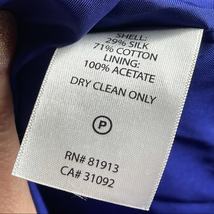 SHELL:
29% SILK
71% COTTON
LINING:
100% ACETATE
DRY CLEAN ONLY
P
RN# 81913
CA# 31092